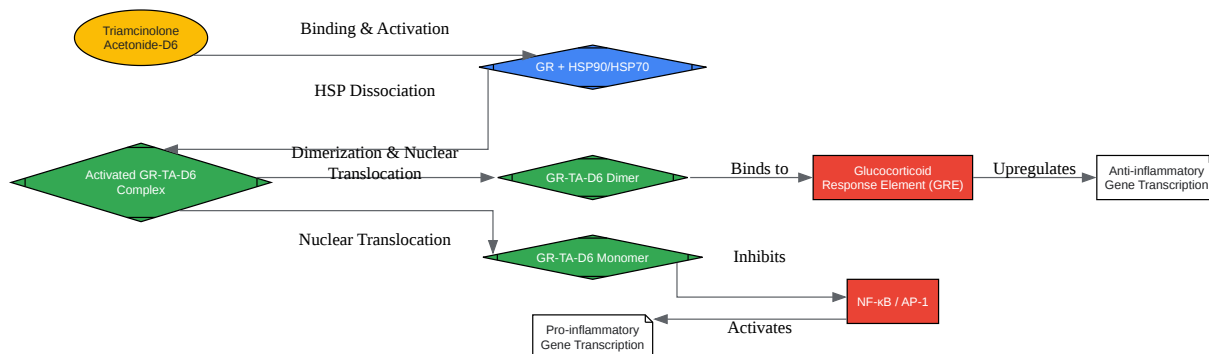 Triamcinolone
Acetonide-D6
Binding & Activation
GR + HSP90/HSP70
HSP Dissociation
Activated GR-TA-D6
Complex
Dimerization & Nuclear
Translocation
GR-TA-D6 Dimer
Binds to
Glucocorticoid
Response Element (GRE)
Upregulates
Anti-inflammatory
Gene Transcription
Nuclear Translocation
GR-TA-D6 Monomer
Inhibits
NF-κB / AP-1
Activates
Pro-inflammatory
Gene Transcription